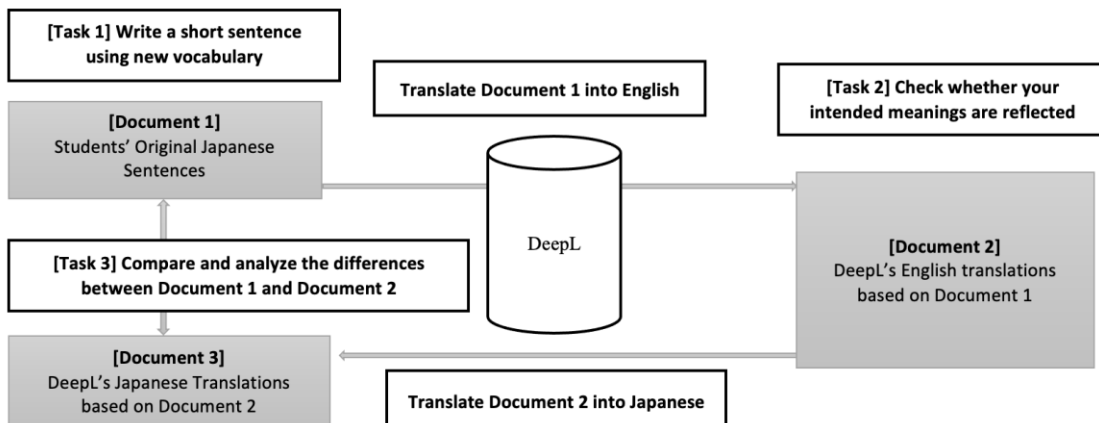 [Task 1] Write a short sentence
using new vocabulary
Translate Document 1 into English
[Task 2] Check whether your
intended meanings are reflected
[Document 1]
Students' Original Japanese
Sentences
DeepL
[Document 2]
DeepL's English translations
based on Document 1
[Task 3] Compare and analyze the differences
between Document 1 and Document 2
[Document 3]
DeepL's Japanese Translations
based on Document 2
Translate Document 2 into Japanese